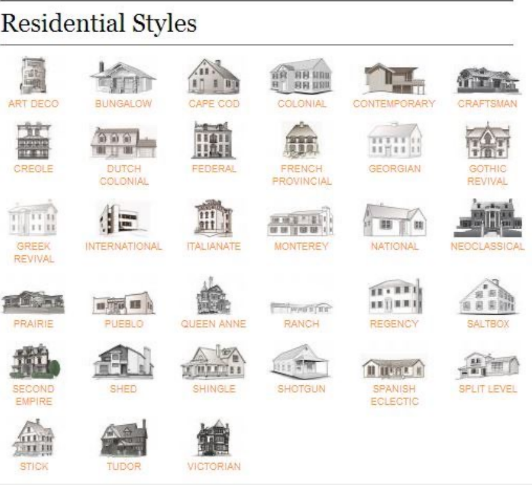 Residential Styles
ART DECO
BUNGALOW
CAPE COD
COLONIAL
CONTEMPORARY
CRAFTSMAN
CREOLE
DUTCH
COLONIAL
FEDERAL
FRENCH
PROVINCIAL
GEORGIAN
GOTHIC
REVIVAL
GREEK
REVIVAL
INTERNATIONAL
ITALIANATE
MONTEREY
NATIONAL
NEOCLASSICAL
PRAIRIE
PUEBLO
QUEEN ANNE
RANCH
REGENCY
SALTBOX
SECOND
EMPIRE
SHED
SHINGLE
SHOTGUN
SPANISH
ECLECTIC
SPLIT LEVEL
STICK
TUDOR
VICTORIAN